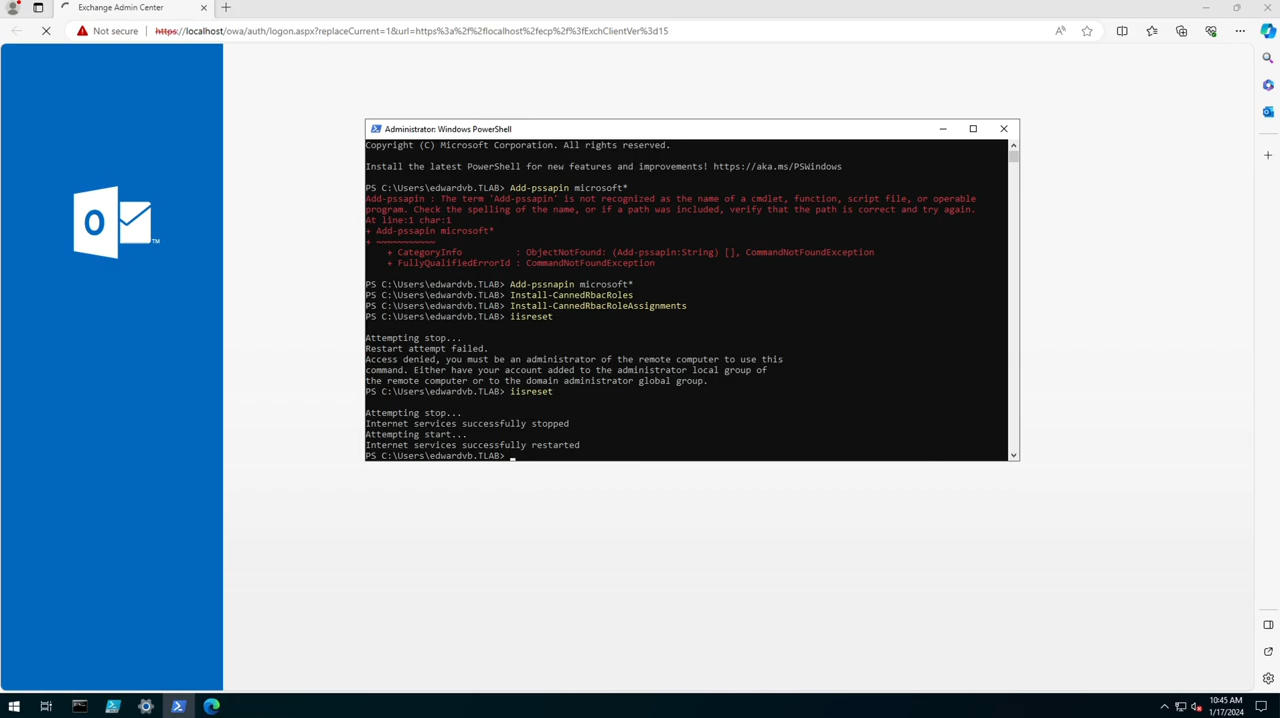 Exchange Admin Center
Not secure
https://localhost/owa/auth/logon.aspx?replaceCurrent=1&url=https%3a%2f%2flocalhost%2fecp%2f%3fExchClientVer%3d15
Administrator: Windows PowerShell
Copyright (C) Microsoft Corporation. All rights reserved.
Install the latest PowerShell for new features and improvements! https://aka.ms/PSWindows
PS C:\Users\edwardvb.TLAB> Add-pssapin microsoft*
Add-pssapin : The term 'Add-pssapin' is not recognized as the name of a cmdlet, function, script file, or operable
program. Check the spelling of the name, or if a path was included, verify that the path is correct and try again.
At line:1 char:1
+ Add-pssapin microsoft*
+ ~~~~~~~~~~~
+ CategoryInfo : ObjectNotFound: (Add-pssapin:String) [], CommandNotFoundException
+ FullyQualifiedErrorId : CommandNotFoundException
PS C:\Users\edwardvb.TLAB> Add-pssnapin microsoft*
PS C:\Users\edwardvb.TLAB> Install-CannedRbacRoles
PS C:\Users\edwardvb.TLAB> Install-CannedRbacRoleAssignments
PS C:\Users\edwardvb.TLAB> iisreset
Attempting stop...
Restart attempt failed.
Access denied, you must be an administrator of the remote computer to use this
command. Either have your account added to the administrator local group of
the remote computer or to the domain administrator global group.
PS C:\Users\edwardvb.TLAB> iisreset
Attempting stop...
Internet services successfully stopped
Attempting start...
Internet services successfully restarted
PS C:\Users\edwardvb.TLAB>
10:45 AM
1/17/2024